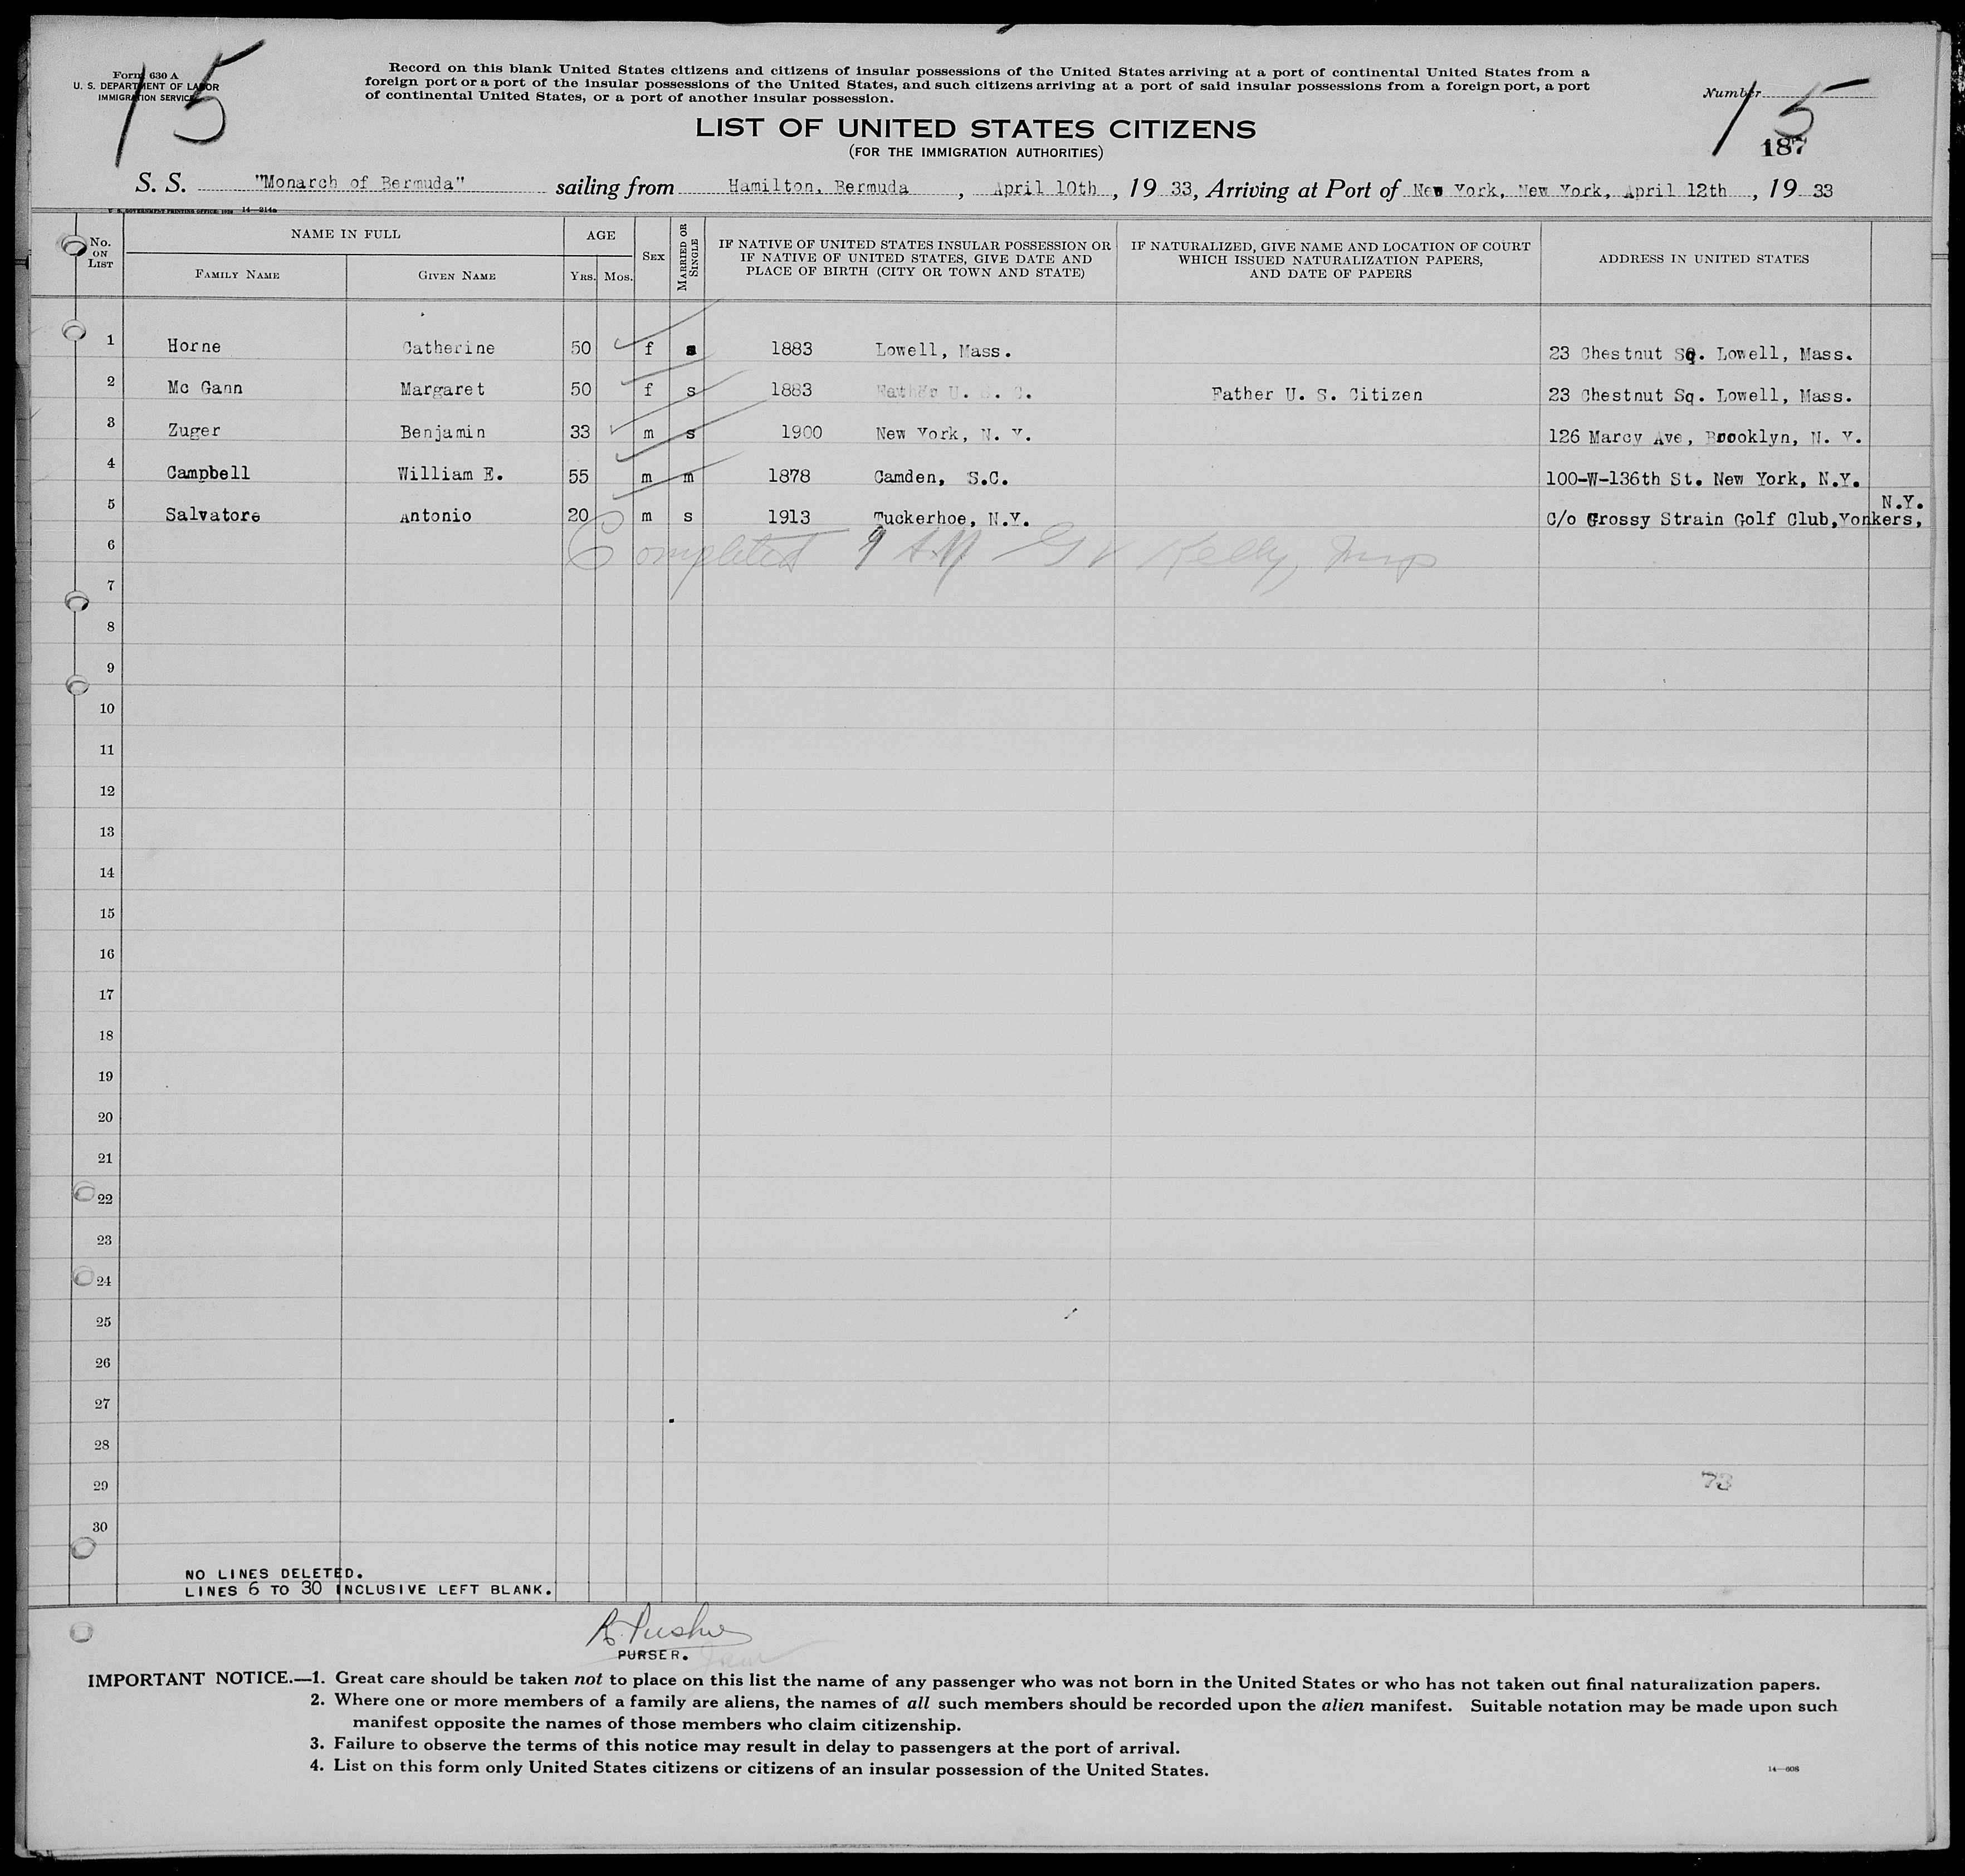 15
Form 630 A
U. S. DEPARTMENT OF LABOR
IMMIGRATION SERVICE
Record on this blank United States citizens and citizens of insular possessions of the United States arriving at a port of continental United States from a
foreign port or a port of the insular possessions of the United States, and such citizens arriving at a port of said insular possessions from a foreign port, a port
of continental United States, or a port of another insular possession.
Number 15
187
LIST OF UNITED STATES CITIZENS
(FOR THE IMMIGRATION AUTHORITIES)
S. S. "Monarch of Bermuda" sailing from Hamilton, Bermuda, April 10th, 19 33, Arriving at Port of New York, New York, April 12th, 19 33
U. S. GOVERNMENT PRINTING OFFICE: 1929 14—214a
No. ON LIST NAME IN FULL FAMILY NAME GIVEN NAME AGE YRS. MOS. SEX MARRIED OR SINGLE IF NATIVE OF UNITED STATES INSULAR POSSESSION OR IF NATIVE OF UNITED STATES, GIVE DATE AND PLACE OF BIRTH (CITY OR TOWN AND STATE) IF NATURALIZED, GIVE NAME AND LOCATION OF COURT WHICH ISSUED NATURALIZATION PAPERS, AND DATE OF PAPERS ADDRESS IN UNITED STATES
1 Horne Catherine 50 f s 1883 Lowell, Mass. 23 Chestnut Sq. Lowell, Mass.
2 Mc Gann Margaret 50 f s 1883 Father U. S. C. Father U. S. Citizen 23 Chestnut Sq. Lowell, Mass.
3 Zuger Benjamin 33 m s 1900 New York, N. Y. 126 Marcy Ave, Brooklyn, N. Y.
4 Campbell William E. 55 m m 1878 Camden, S.C. 100-W-136th St. New York, N.Y.
5 Salvatore Antonio 20 m s 1913 Tuckerhoe, N.Y. C/o Grossy Strain Golf Club,Yonkers, N.Y.
6 Completed 9 AM G V Kelly, Insp
7
8
9
10
11
12
13
14
15
16
17
18
19
20
21
22
23
24
25
26
27
28
29 73
30
NO LINES DELETED.
LINES 6 TO 30 INCLUSIVE LEFT BLANK.
PURSER.
IMPORTANT NOTICE.—1. Great care should be taken not to place on this list the name of any passenger who was not born in the United States or who has not taken out final naturalization papers.
2. Where one or more members of a family are aliens, the names of all such members should be recorded upon the alien manifest. Suitable notation may be made upon such
manifest opposite the names of those members who claim citizenship.
3. Failure to observe the terms of this notice may result in delay to passengers at the port of arrival.
4. List on this form only United States citizens or citizens of an insular possession of the United States.
14—608